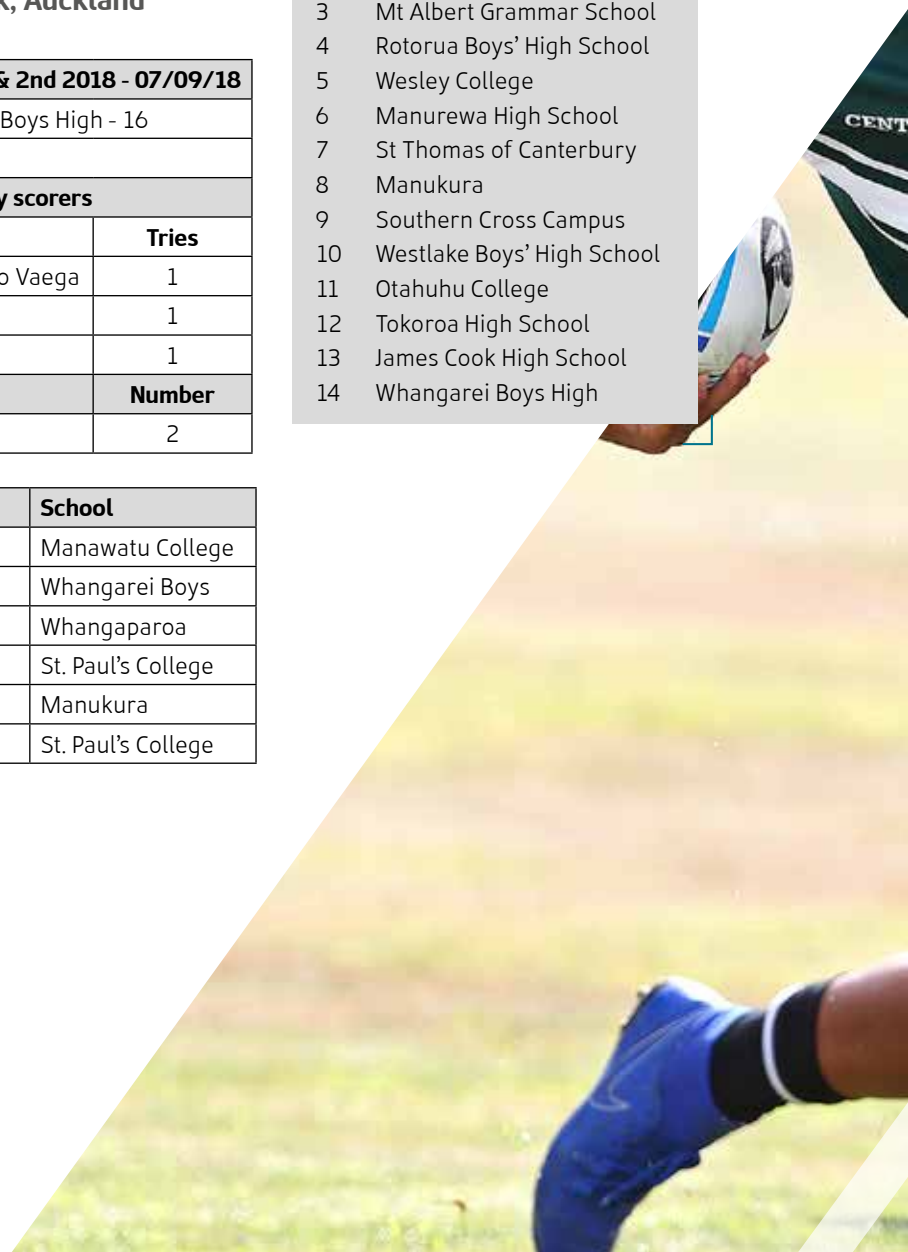 Auckland
3 Mt Albert Grammar School
4 Rotorua Boys’ High School
5 Wesley College
6 Manurewa High School
7 St Thomas of Canterbury
8 Manukura
9 Southern Cross Campus
10 Westlake Boys’ High School
11 Otahuhu College
12 Tokoroa High School
13 James Cook High School
14 Whangarei Boys High
& 2nd 2018 - 07/09/18
Boys High - 16
scorers
Tries
Vaega 1
1
1
Number
2
School
Manawatu College
Whangarei Boys
Whangaparoa
St. Paul’s College
Manukura
St. Paul’s College